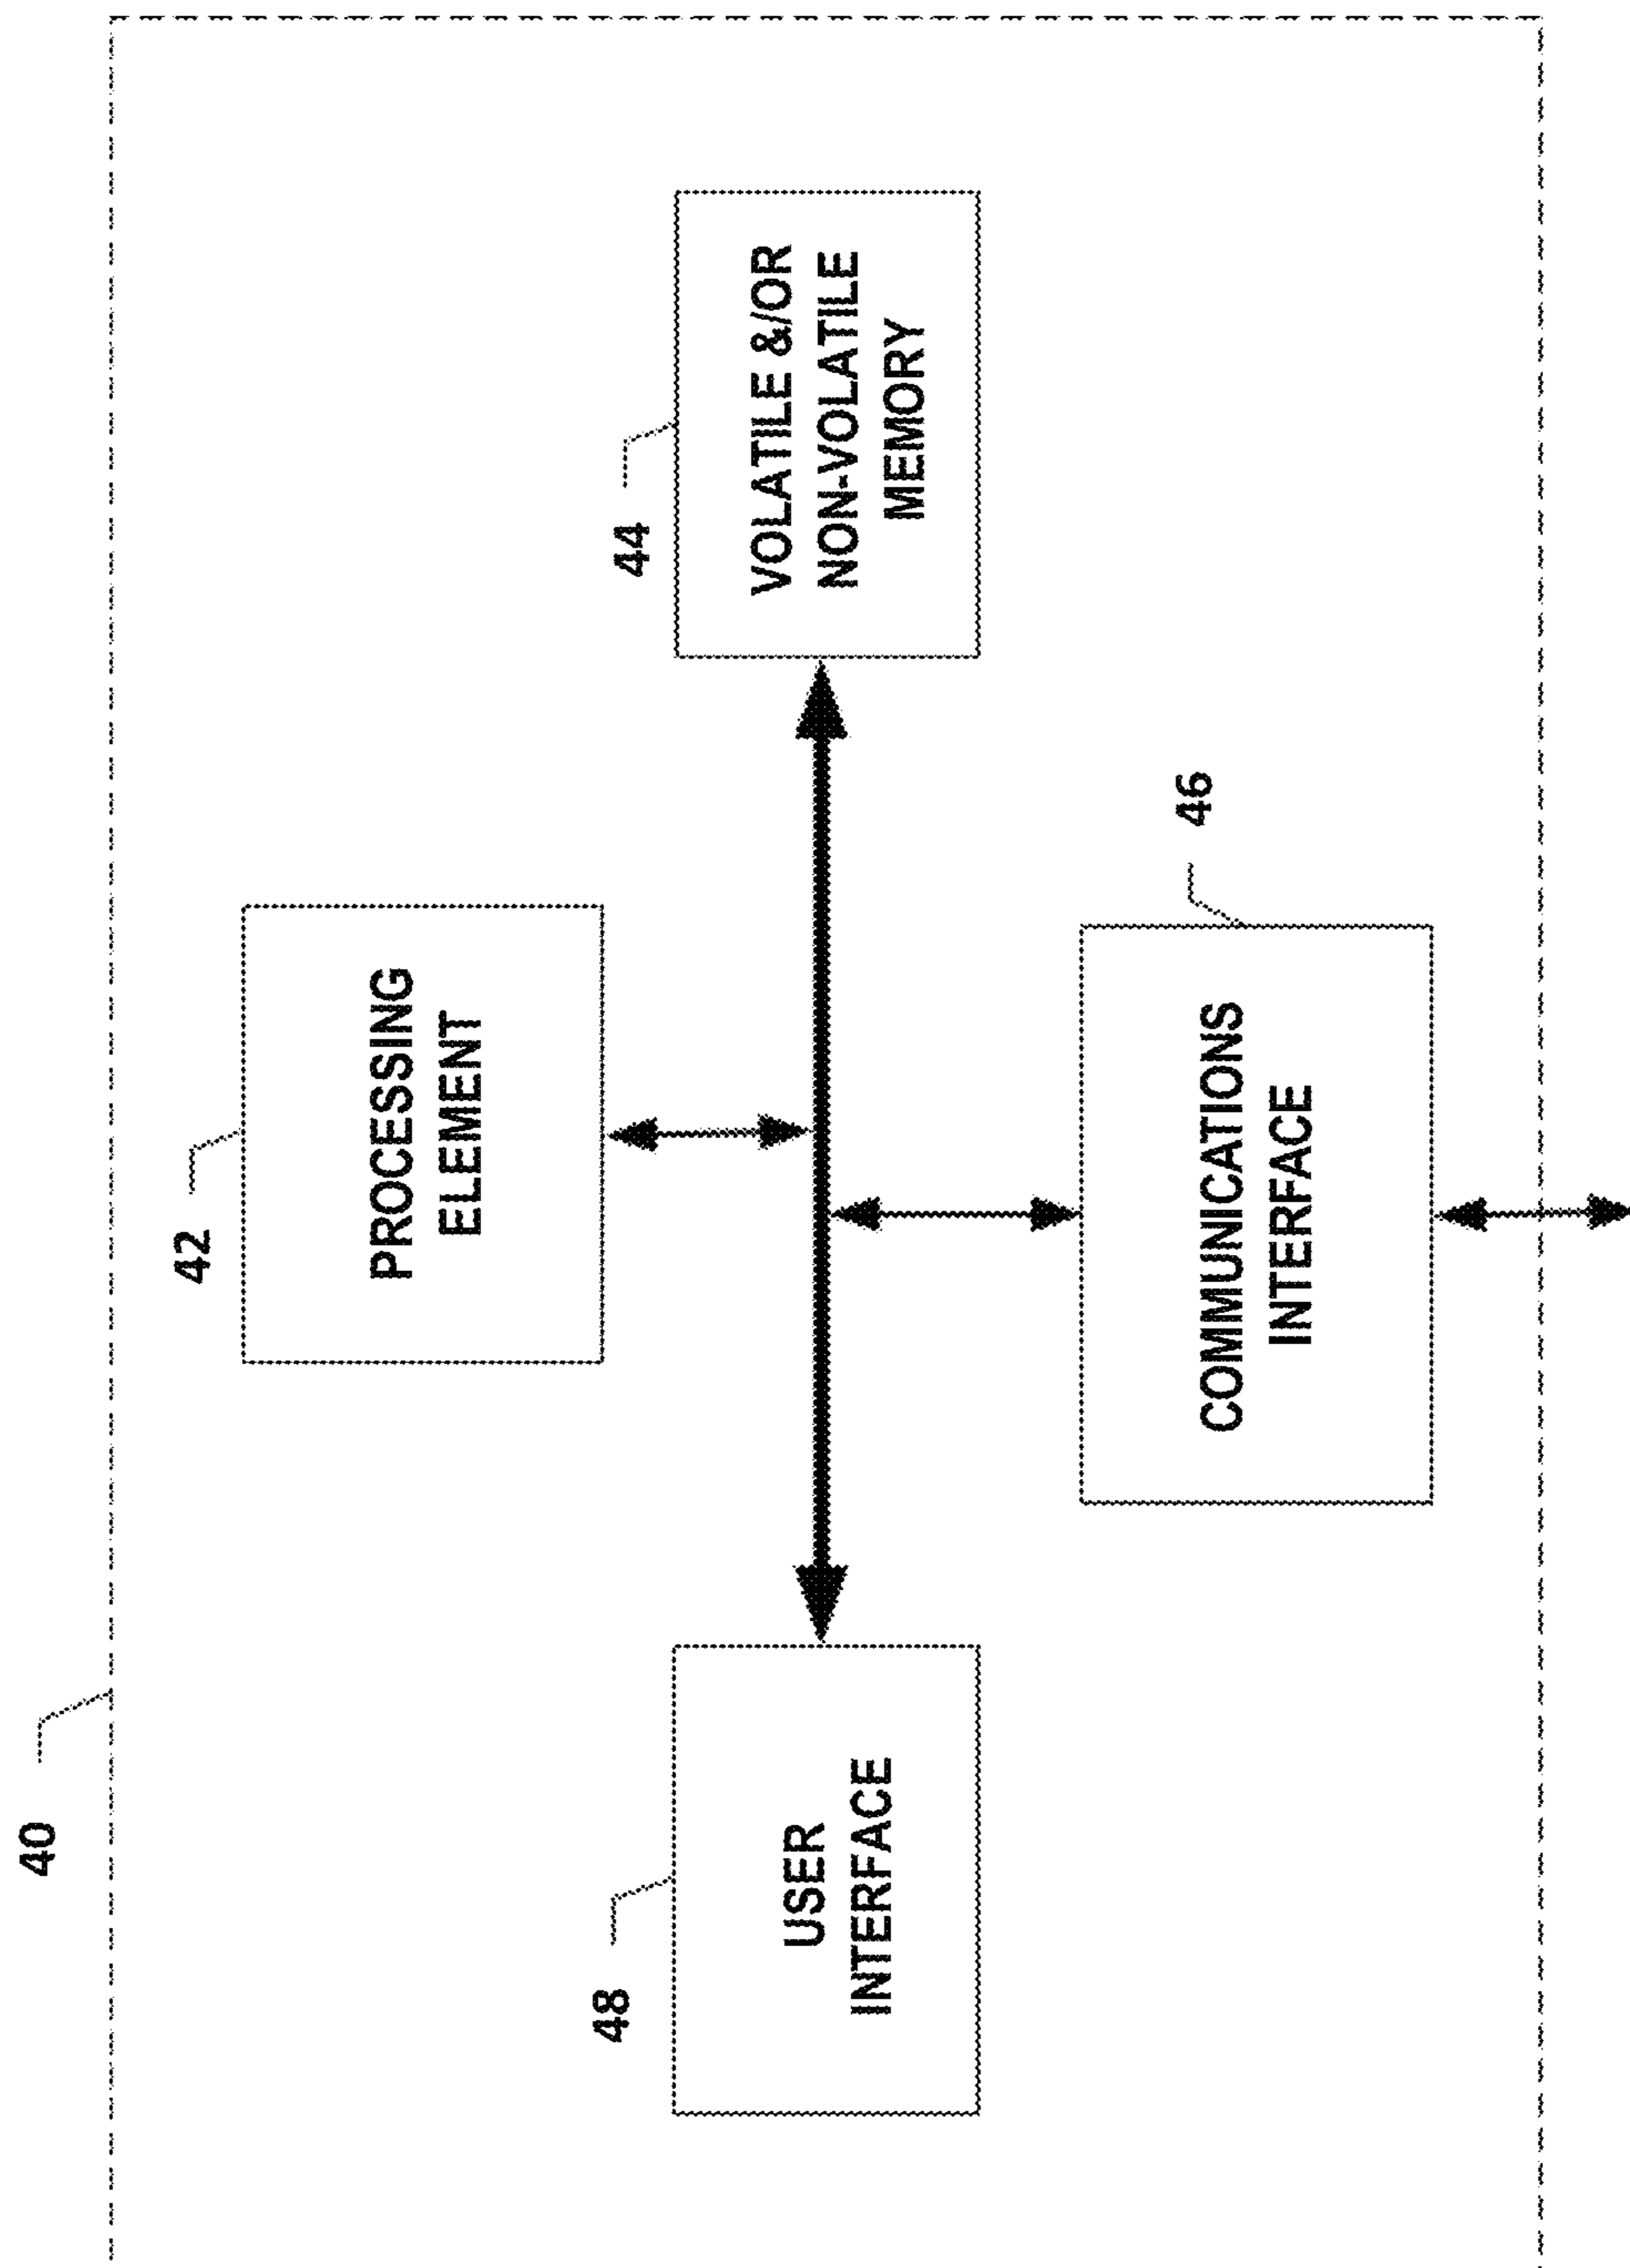 40
42
PROCESSING
ELEMENT
48
USER
INTERFACE
44
VOLATILE &/OR
NON-VOLATILE
MEMORY
46
COMMUNICATIONS
INTERFACE